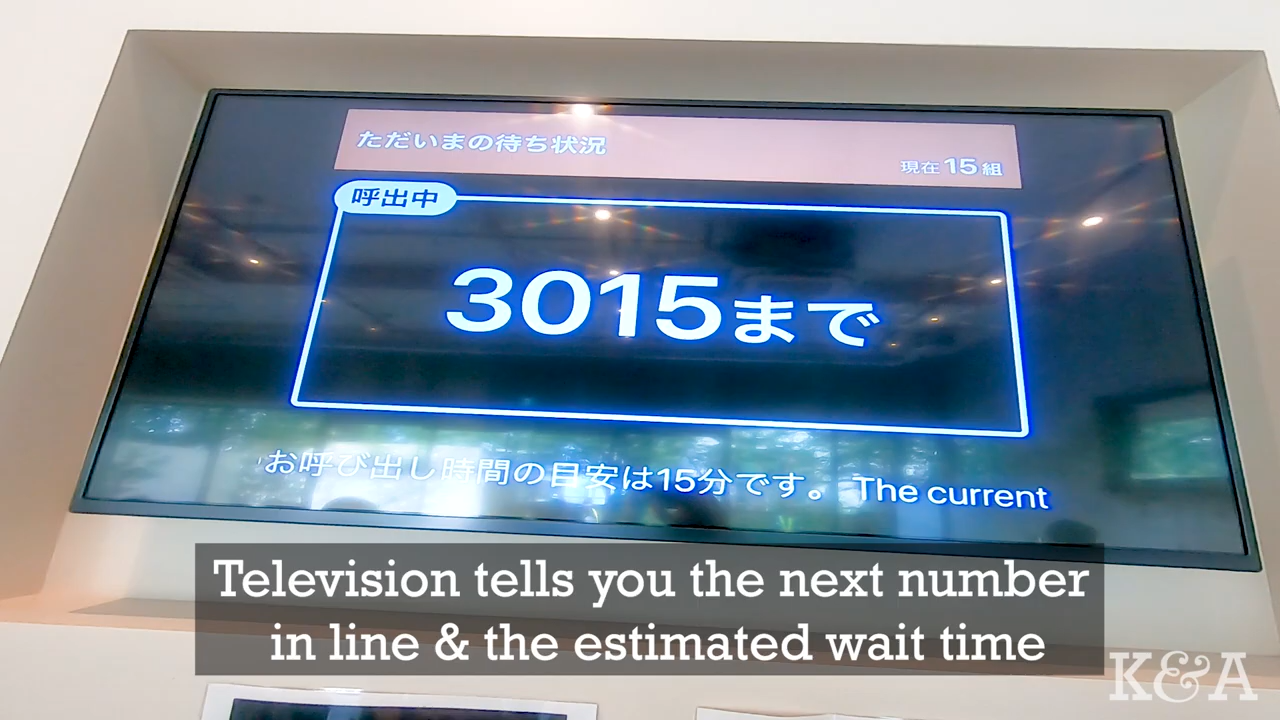 ただいまの待ち状況
現在15組
呼出中
3015まで
お呼び出し時間の目安は15分です。 The current
Television tells you the next number
in line & the estimated wait time
K&A